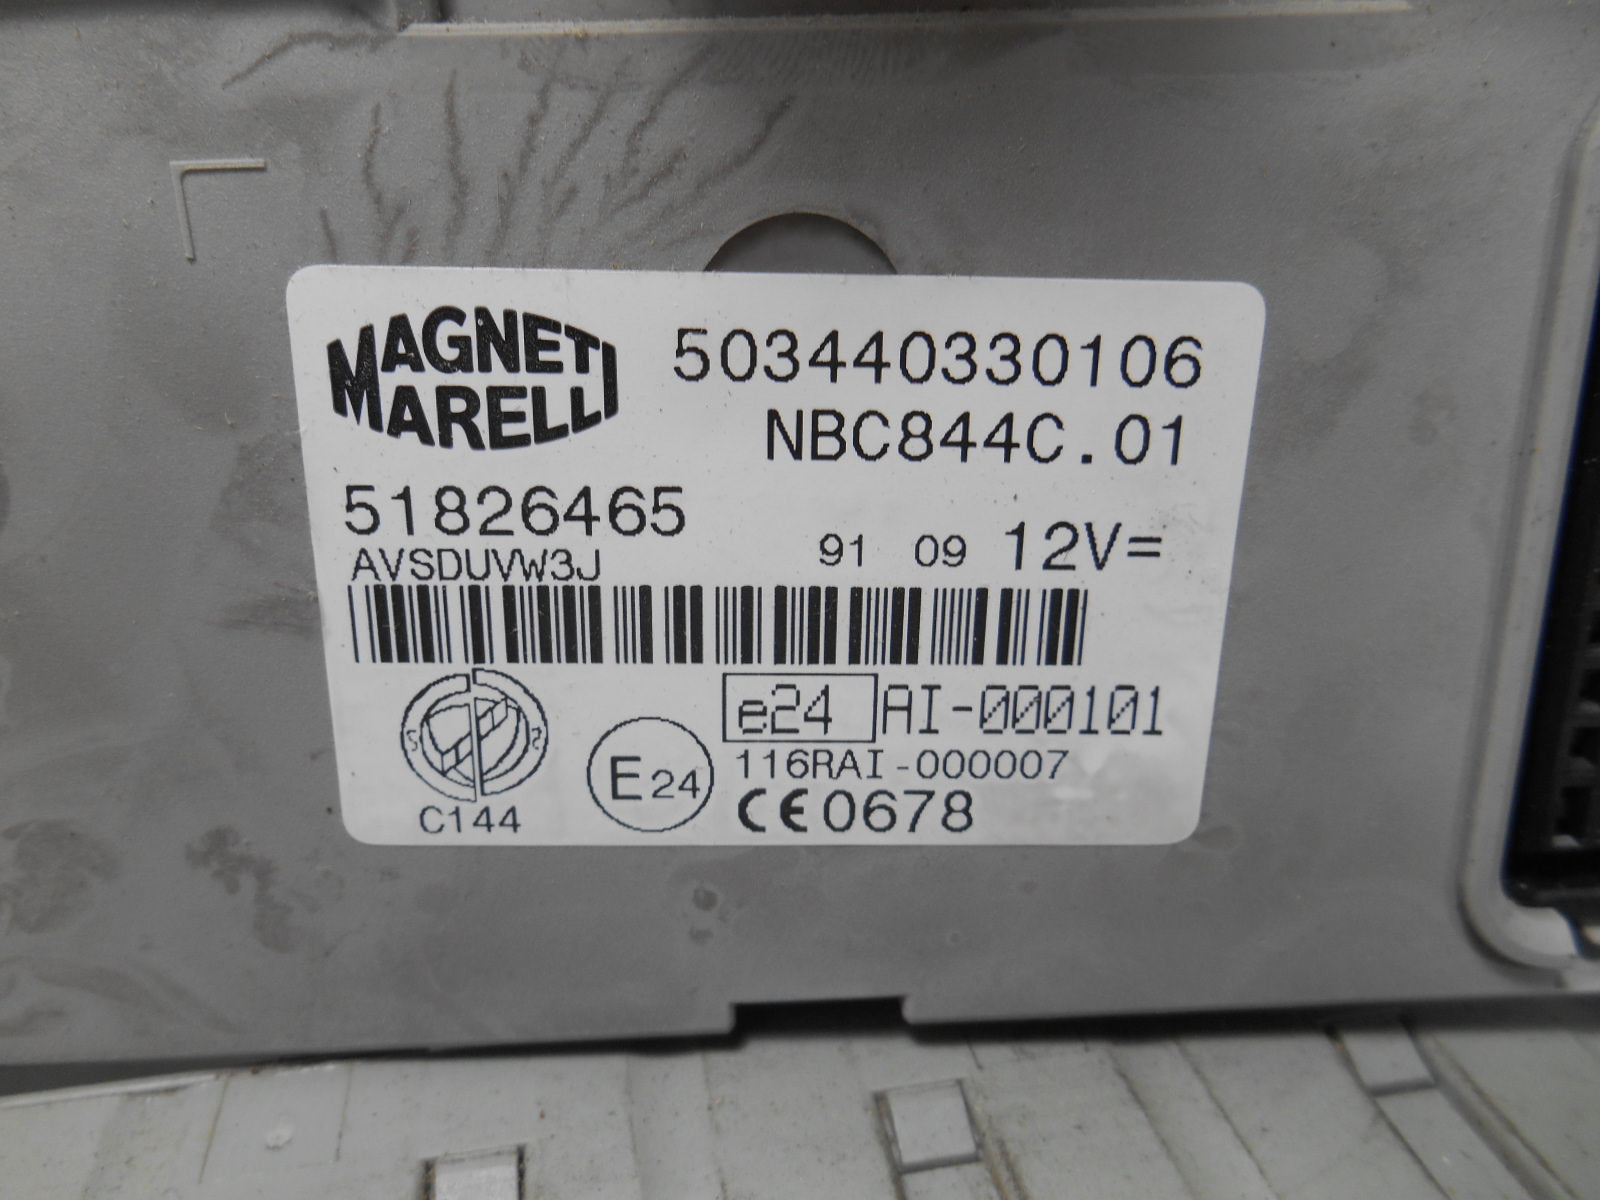 MAGNETI
MARELLI
503440330106
NBC844C.01
51826465
AVSDUVW3J
91 09 12V=
e24 AI-000101
116RAI-000007
E24
CE0678
C144